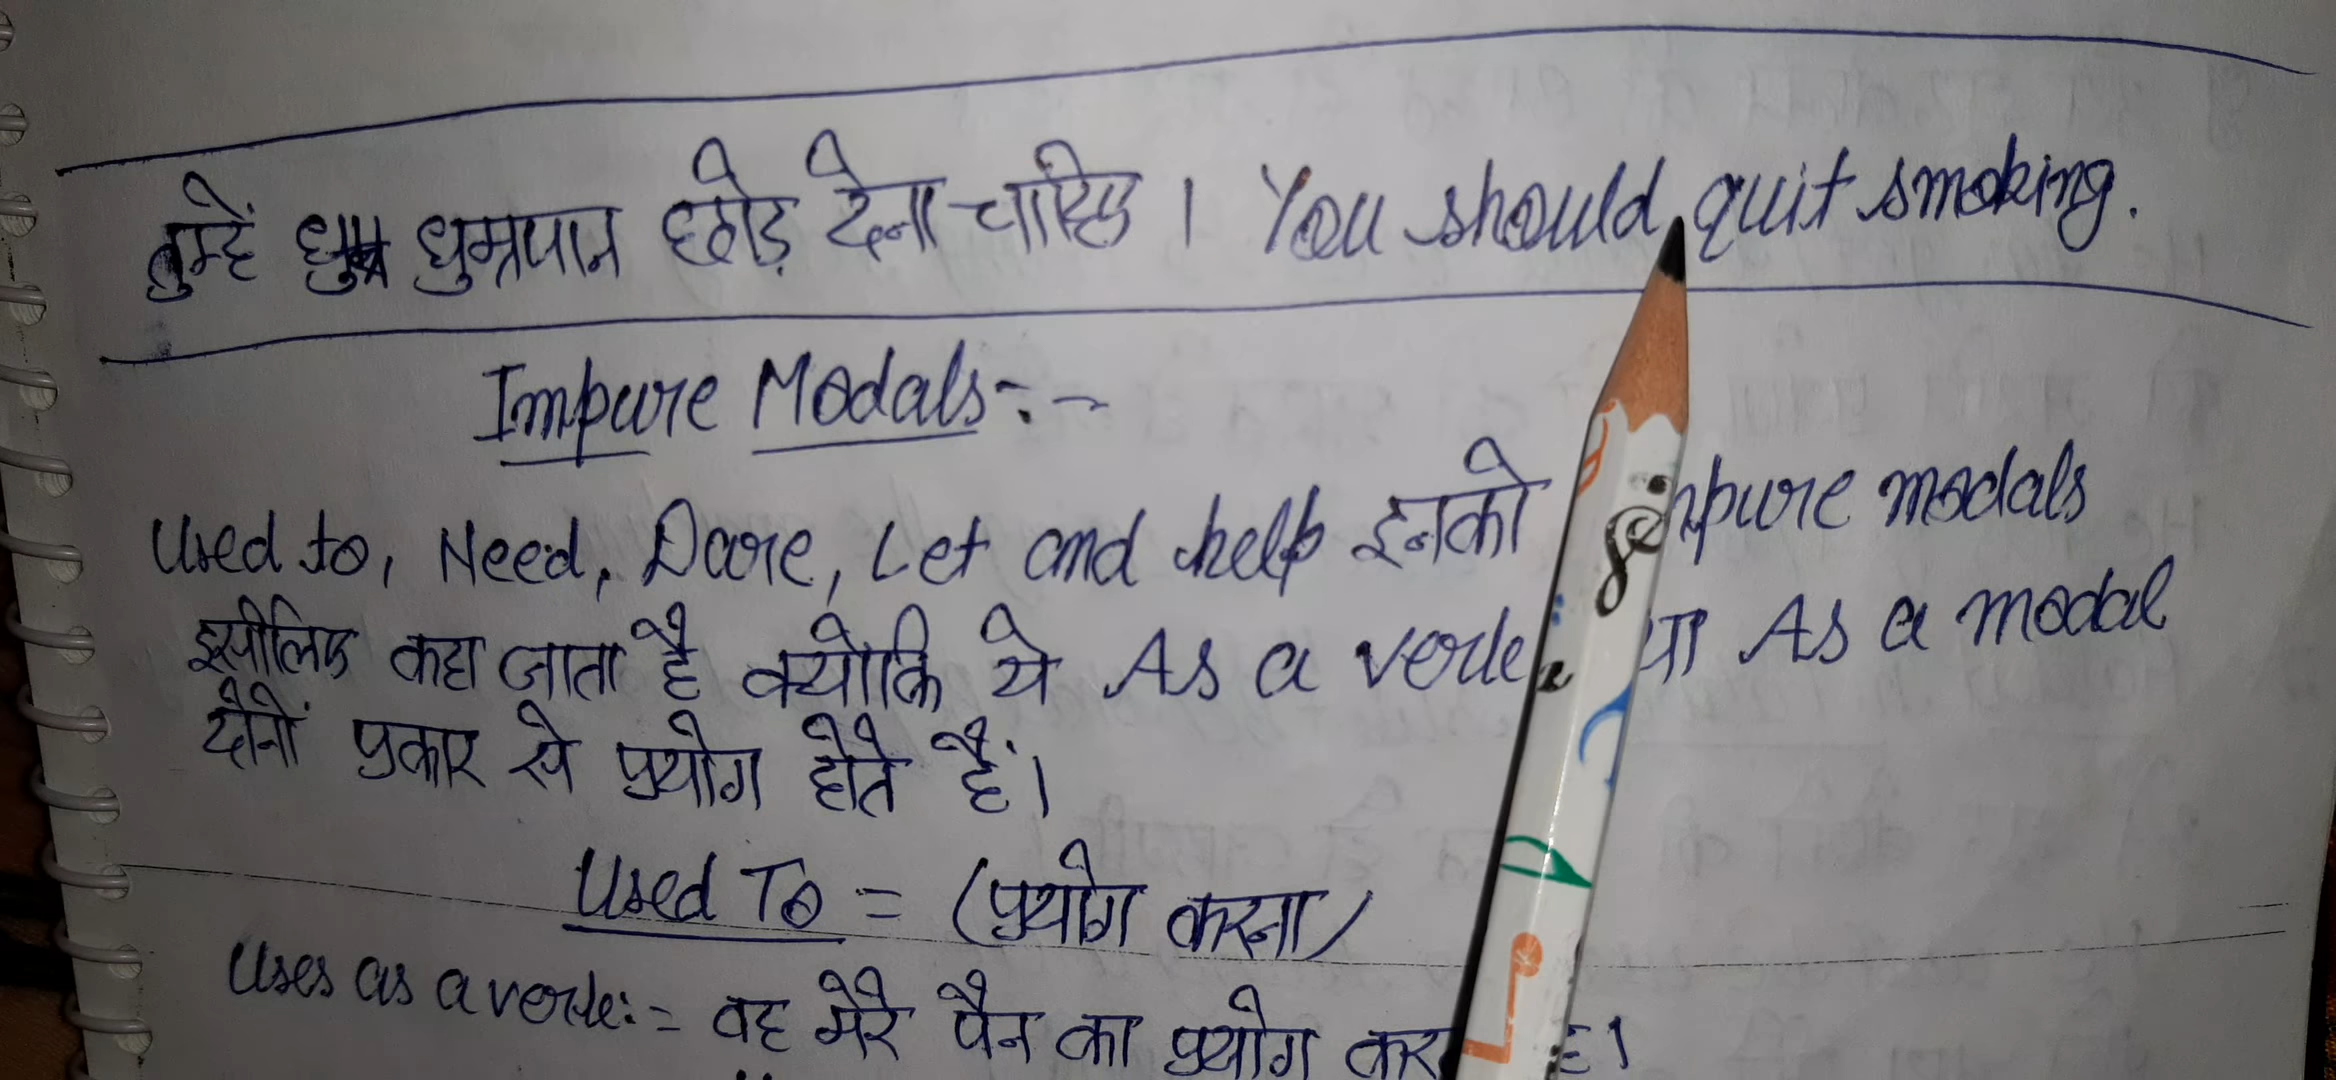 तुम्हें धुम्रपान छोड़ देना चाहिए । You should quit smoking.
Impure Modals:-
Used to, Need, Dare, Let and help इनको impure modals
इसीलिए कहा जाता है क्योकि ये As a verb या As a modal
दोनों प्रकार से प्रयोग होते हैं।
Used To = (प्रयोग करना)
Uses as a verb:= वह मेरे पैन का प्रयोग